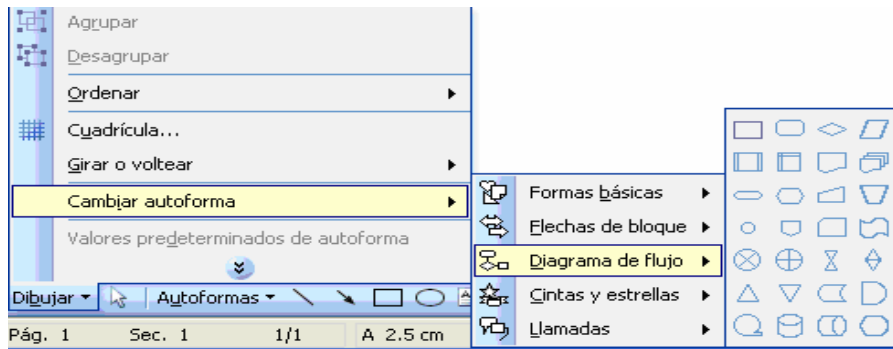 Agrupar
Desagrupar
Ordenar
Cuadrícula...
Girar o voltear
Cambiar autoforma
Valores predeterminados de autoforma
Formas básicas
Flechas de bloque
Diagrama de flujo
Cintas y estrellas
Llamadas
Dibujar
Autoformas
Pág. 1 Sec. 1 1/1 A 2.5 cm